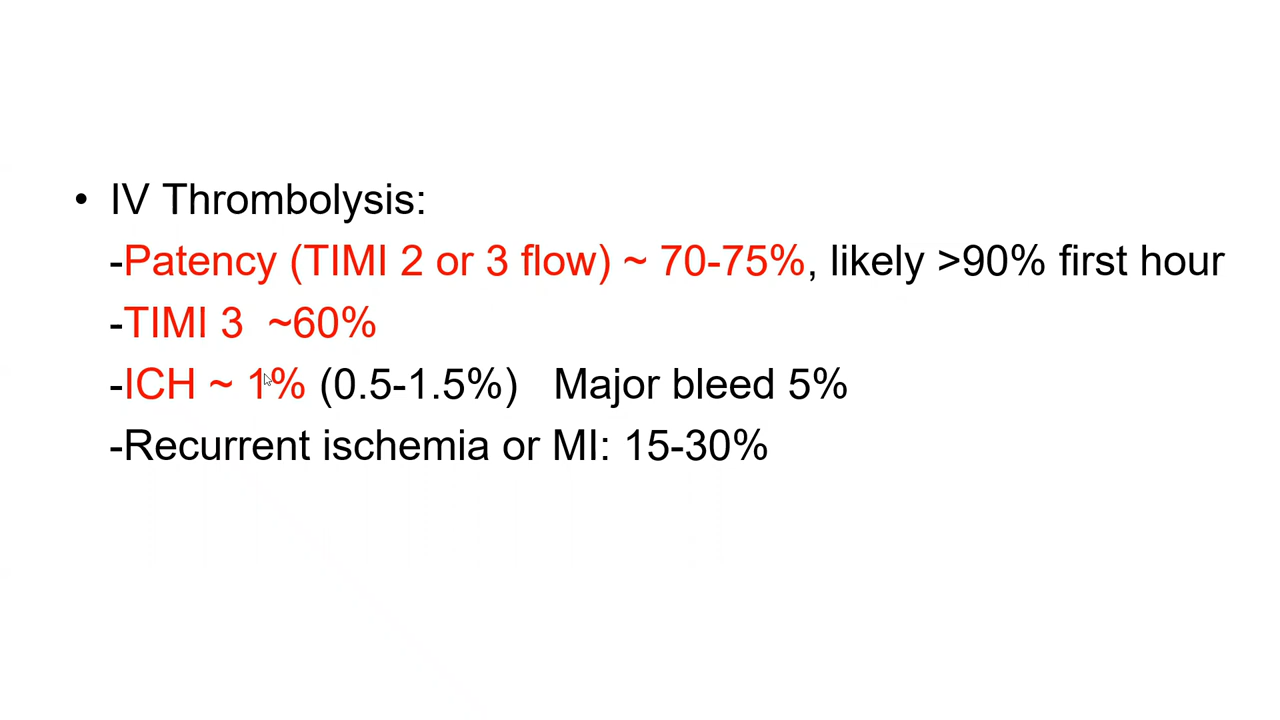 • IV Thrombolysis:
-Patency (TIMI 2 or 3 flow) ~ 70-75%, likely >90% first hour
-TIMI 3 ~60%
-ICH ~ 1% (0.5-1.5%) Major bleed 5%
-Recurrent ischemia or MI: 15-30%